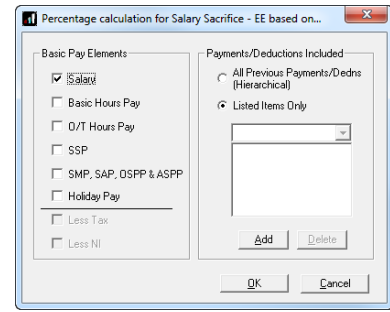 Percentage calculation for Salary Sacrifice - EE based on...
Basic Pay Elements
Salary
Basic Hours Pay
O/T Hours Pay
SSP
SMP, SAP, OSPP & ASPP
Holiday Pay
Less Tax
Less NI
Payments/Deductions Included
All Previous Payments/Dedns
(Hierarchical)
Listed Items Only
Add
Delete
OK
Cancel